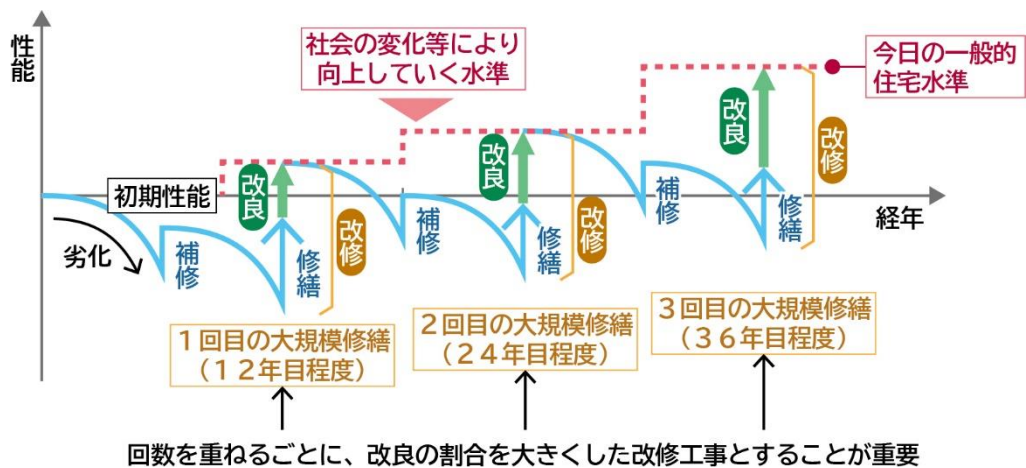 性能
社会の変化等により
向上していく水準
今日の一般的
住宅水準
初期性能
劣化
補修
改良
修繕
改修
補修
改良
修繕
改修
補修
改良
修繕
改修
経年
1回目の大規模修繕
(12年目程度)
2回目の大規模修繕
(24年目程度)
3回目の大規模修繕
(36年目程度)
回数を重ねるごとに、改良の割合を大きくした改修工事とすることが重要